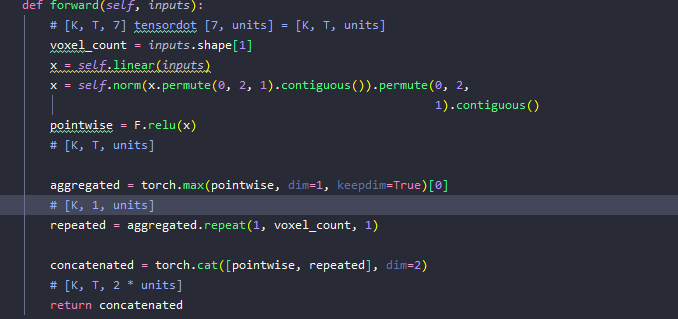 def forward(self, inputs):
# [K, T, 7] tensordot [7, units] = [K, T, units]
voxel_count = inputs.shape[1]
x = self.linear(inputs)
x = self.norm(x.permute(0, 2, 1).contiguous()).permute(0, 2,
1).contiguous()
pointwise = F.relu(x)
# [K, T, units]
aggregated = torch.max(pointwise, dim=1, keepdim=True)[0]
# [K, 1, units]
repeated = aggregated.repeat(1, voxel_count, 1)
concatenated = torch.cat([pointwise, repeated], dim=2)
# [K, T, 2 * units]
return concatenated